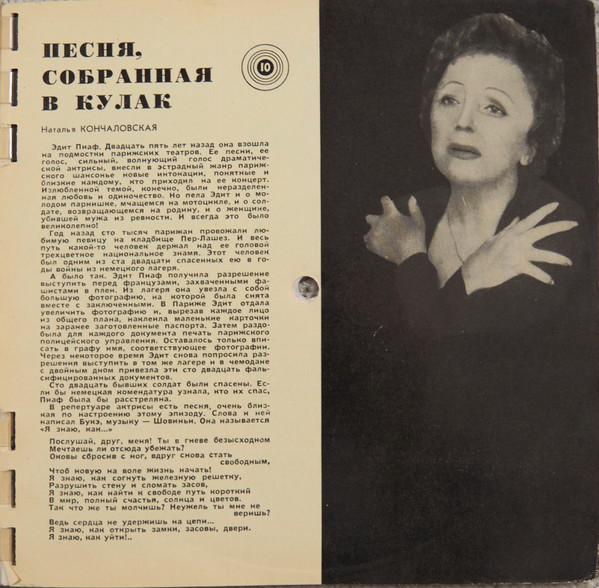 ПЕСНЯ,
СОБРАННАЯ
В КУЛАК
10
Наталья КОНЧАЛОВСКАЯ
Эдит Пиаф. Двадцать пять лет назад она взошла
на подмостки парижских театров. Ее песни, ее
голос, сильный, волнующий голос драматиче-
ской актрисы, внесли в эстрадный жанр париж-
ского шансонье новые интонации, понятные и
близкие каждому, кто приходил на ее концерт.
Излюбленной темой, конечно, были неразделен-
ная любовь и одиночество. Но пела Эдит и о мо-
лодом парнишке, мчащемся на мотоцикле, и о сол-
дате, возвращающемся на родину, и о женщине,
убившей мужа из ревности. И всегда это было
великолепно!
Год назад сто тысяч парижан провожали лю-
бимую певицу на кладбище Пер-Лашез. И весь
путь какой-то человек держал над ее головой
трехцветное национальное знамя. Этот человек
был одним из ста двадцати спасенных ею в го-
ды войны из немецкого лагеря.
А было так. Эдит Пиаф получила разрешение
выступить перед французами, захваченными фа-
шистами в плен. Из лагеря она увезла с собой
большую фотографию, на которой была снята
вместе с заключенными. В Париже Эдит отдала
увеличить фотографию и, вырезав каждое лицо
из общего плана, наклеила маленькие карточки
на заранее заготовленные паспорта. Затем раздо-
была для каждого документа печать парижского
полицейского управления. Оставалось только впи-
сать в графу имя, соответствующее фотографии.
Через некоторое время Эдит снова попросила раз-
решения выступить в том же лагере и в чемодане
с двойным дном привезла эти сто двадцать фаль-
сифицированных документов.
Сто двадцать бывших солдат были спасены. Ес-
ли бы немецкая комендатура узнала, кто их спас,
Пиаф была бы расстреляна.
В репертуаре актрисы есть песня, очень близ-
кая по настроению этому эпизоду. Слова к ней
написал Букэ, музыку — Шовиньи. Она называется
«Я знаю, как...»
Послушай, друг, меня! Ты в гневе безысходном
Мечтаешь ли отсюда убежать?
Оковы сбросив с ног, вдруг снова стать
свободным,
Чтоб новую на воле жизнь начать!
Я знаю, как согнуть железную решетку,
Разрушить стену и сломать засов,
Я знаю, как найти к свободе путь короткий
В мир, полный счастья, солнца и цветов.
Так что же ты молчишь? Неужель ты мне не
веришь?
Ведь сердца не удержишь на цепи...
Я знаю, как открыть замки, засовы, двери.
Я знаю, как уйти!..